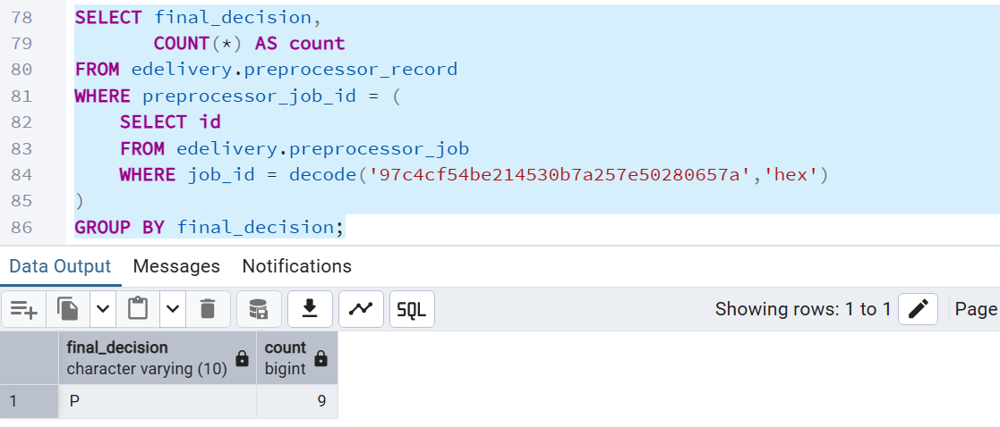 78 SELECT final_decision,
79 COUNT(*) AS count
80 FROM edelivery.preprocessor_record
81 WHERE preprocessor_job_id = (
82 SELECT id
83 FROM edelivery.preprocessor_job
84 WHERE job_id = decode('97c4cf54be214530b7a257e50280657a','hex')
85 )
86 GROUP BY final_decision;
Data Output Messages Notifications
SQL Showing rows: 1 to 1 Page
final_decision count
character varying (10) bigint
1 P 9